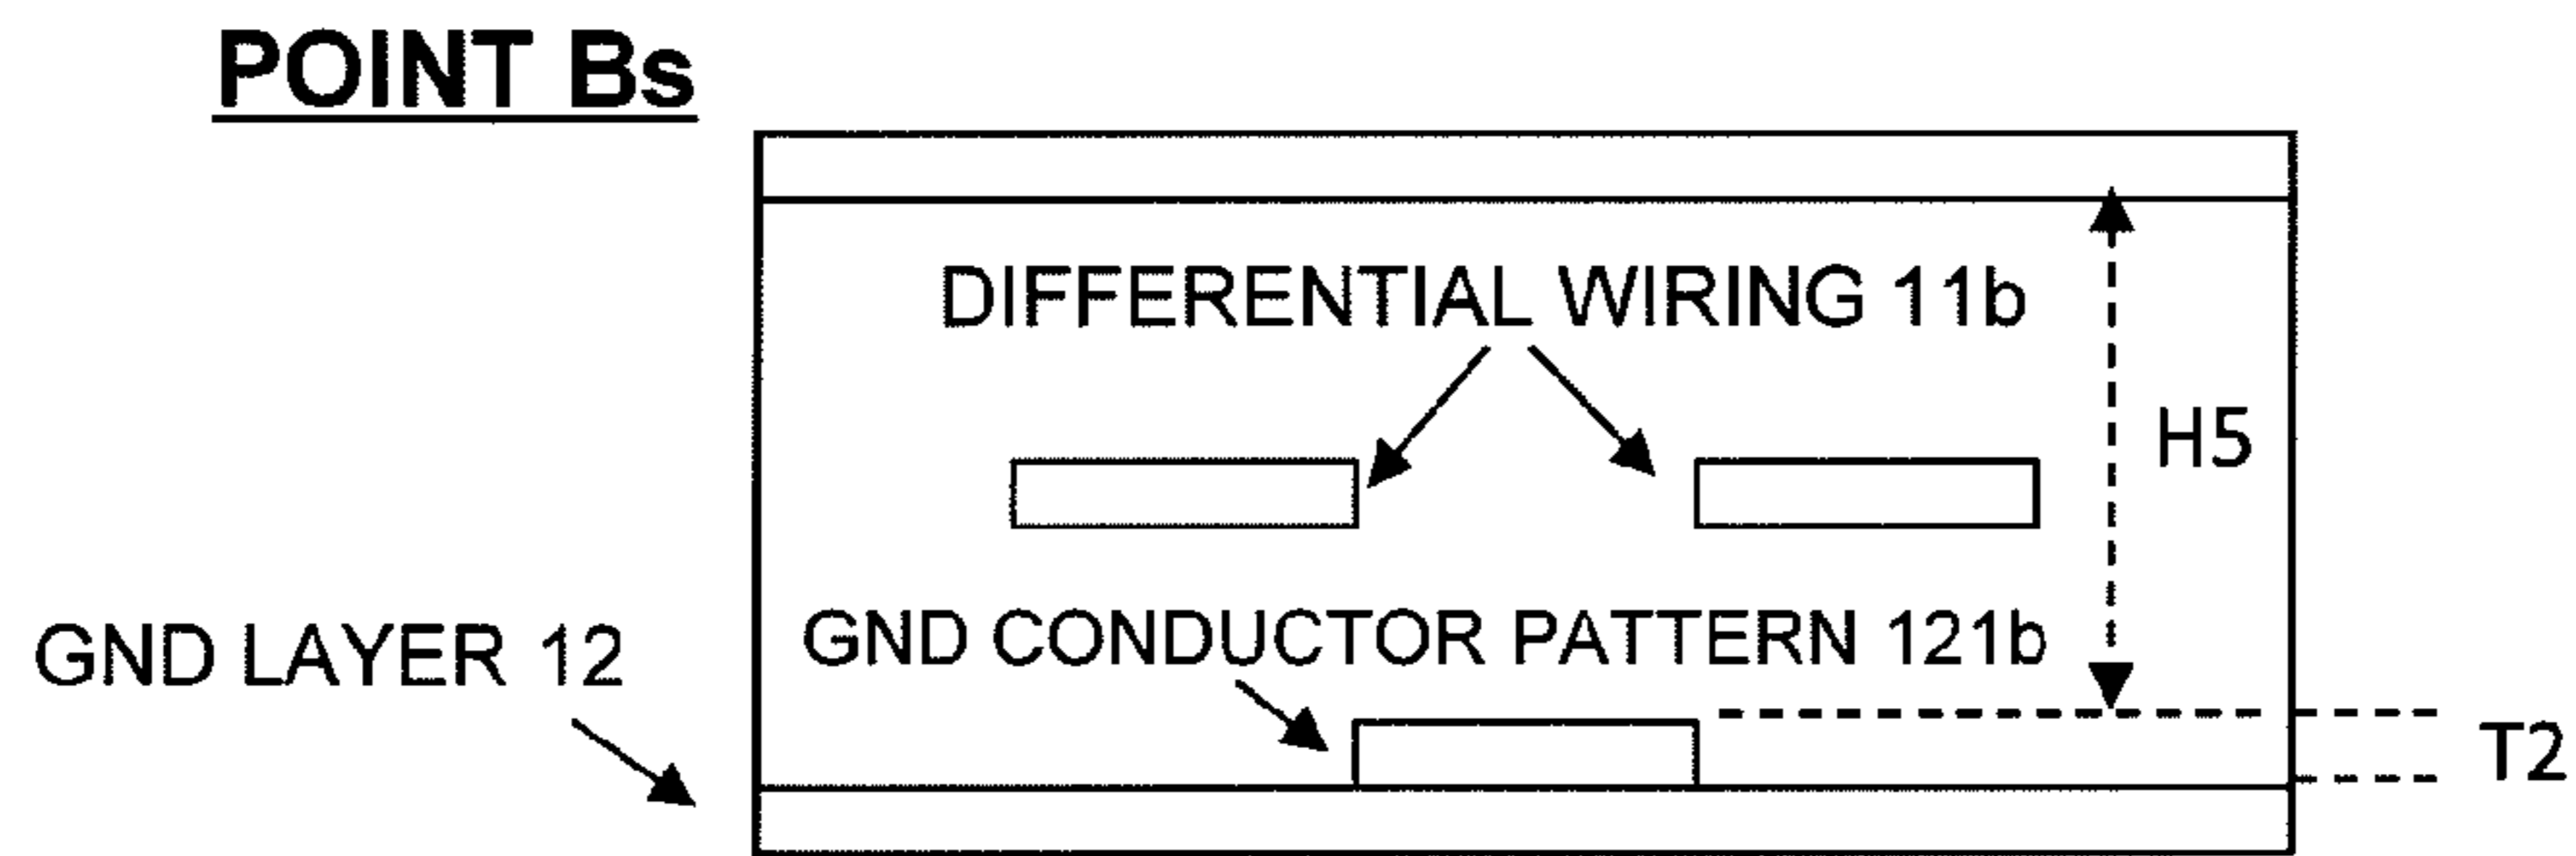 POINT Bs
DIFFERENTIAL WIRING 11b
H5
GND CONDUCTOR PATTERN 121b
GND LAYER 12
T2